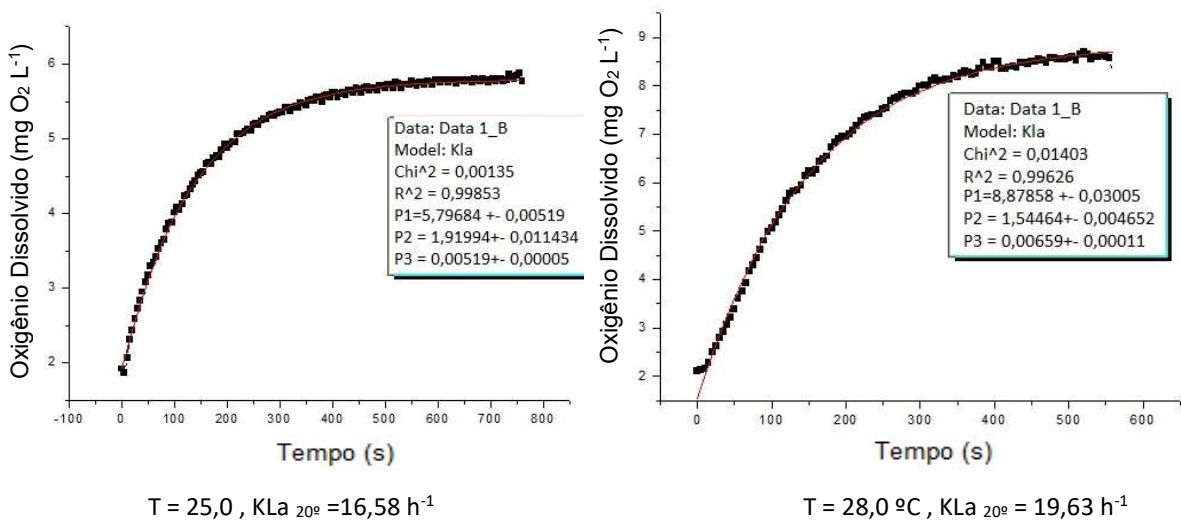 Oxigênio Dissolvido (mg O₂ L⁻¹)
6
5
4
3
2
Data: Data 1_B
Model: Kla
Chi^2 = 0,00135
R^2 = 0,99853
P1=5,79684 +- 0,00519
P2 = 1,91994+- 0,011434
P3 = 0,00519+- 0,00005
-100 0 100 200 300 400 500 600 700 800
Tempo (s)
T = 25,0 , KLa 20º =16,58 h⁻¹
Oxigênio Dissolvido (mg O₂ L⁻¹)
9
8
7
6
5
4
3
2
Data: Data 1_B
Model: Kla
Chi^2 = 0,01403
R^2 = 0,99626
P1=8,87858 +- 0,03005
P2 = 1,54464+- 0,004652
P3 = 0,00659+- 0,00011
0 100 200 300 400 500 600
Tempo (s)
T = 28,0 ºC , KLa 20º = 19,63 h⁻¹